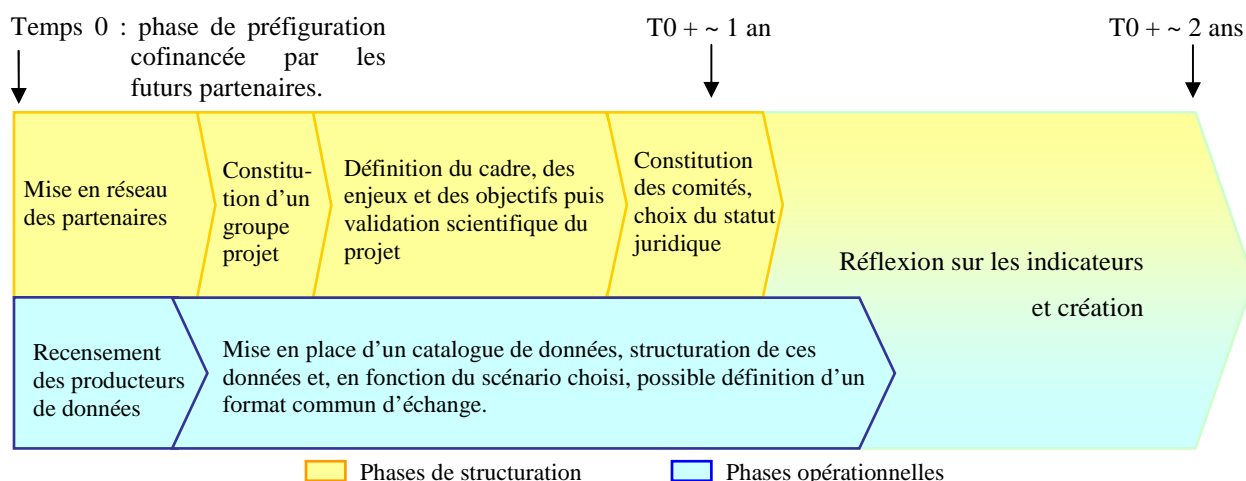 Temps 0 : phase de préfiguration
cofinancée par les
futurs partenaires.
T0 + ~ 1 an
T0 + ~ 2 ans
Mise en réseau
des partenaires
Constitu-
tion d'un
groupe
projet
Définition du cadre, des
enjeux et des objectifs puis
validation scientifique du
projet
Constitution
des comités,
choix du statut
juridique
Réflexion sur les indicateurs
et création
Recensement
des producteurs
de données
Mise en place d'un catalogue de données, structuration de ces
données et, en fonction du scénario choisi, possible définition d'un
format commun d'échange.
Phases de structuration
Phases opérationnelles